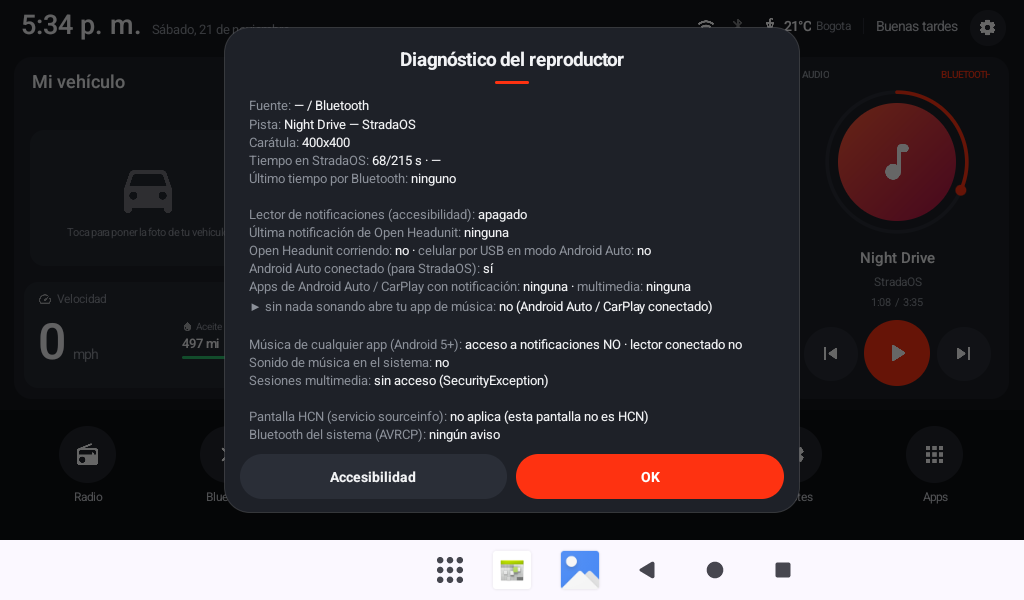 5:34 p. m.
Sábado, 21 de noviembre
21°C Bogota
Buenas tardes
Mi vehículo
Toca para poner la foto de tu vehículo
Velocidad
0 mph
Aceite
497 mi
Diagnóstico del reproductor
Fuente: — / Bluetooth
Pista: Night Drive — StradaOS
Carátula: 400x400
Tiempo en StradaOS: 68/215 s · —
Último tiempo por Bluetooth: ninguno
Lector de notificaciones (accesibilidad): apagado
Última notificación de Open Headunit: ninguna
Open Headunit corriendo: no · celular por USB en modo Android Auto: no
Android Auto conectado (para StradaOS): sí
Apps de Android Auto / CarPlay con notificación: ninguna · multimedia: ninguna
► sin nada sonando abre tu app de música: no (Android Auto / CarPlay conectado)
Música de cualquier app (Android 5+): acceso a notificaciones NO · lector conectado no
Sonido de música en el sistema: no
Sesiones multimedia: sin acceso (SecurityException)
Pantalla HCN (servicio sourceinfo): no aplica (esta pantalla no es HCN)
Bluetooth del sistema (AVRCP): ningún aviso
Accesibilidad
OK
AUDIO
BLUETOOTH
Night Drive
StradaOS
1:08 / 3:35
Radio
Blue
tes
Apps